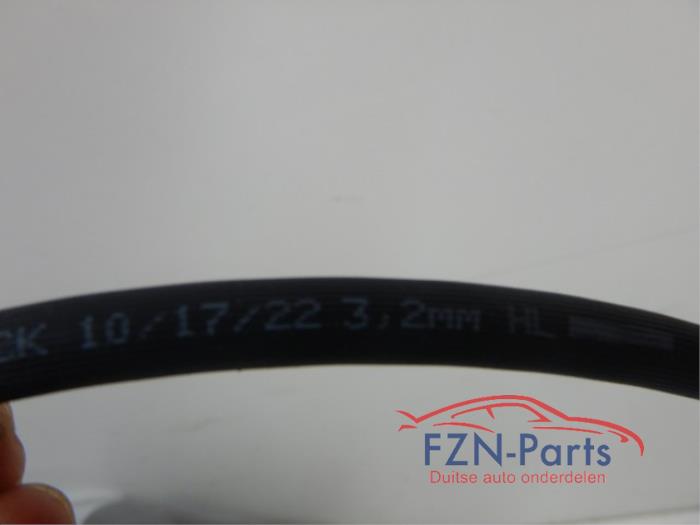 CK 10/17/22 3,2mm HL
FZN-Parts
Duitse auto onderdelen